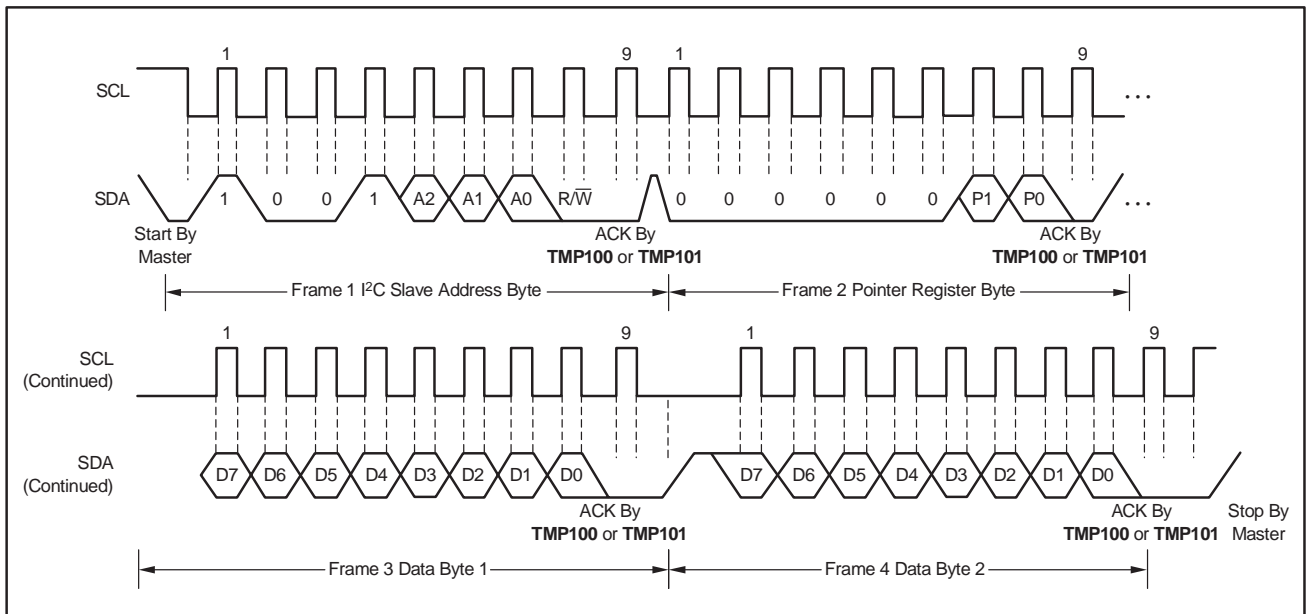 1 9 1 9
SCL ...
SDA 1 0 0 1 A2 A1 A0 R/W̅ 0 0 0 0 0 0 P1 P0 ...
Start By
Master
ACK By
TMP100 or TMP101
ACK By
TMP100 or TMP101
Frame 1 I²C Slave Address Byte
Frame 2 Pointer Register Byte
1 9 1 9
SCL
(Continued)
SDA
(Continued)
D7 D6 D5 D4 D3 D2 D1 D0 D7 D6 D5 D4 D3 D2 D1 D0
ACK By
TMP100 or TMP101
ACK By
TMP100 or TMP101
Stop By
Master
Frame 3 Data Byte 1
Frame 4 Data Byte 2